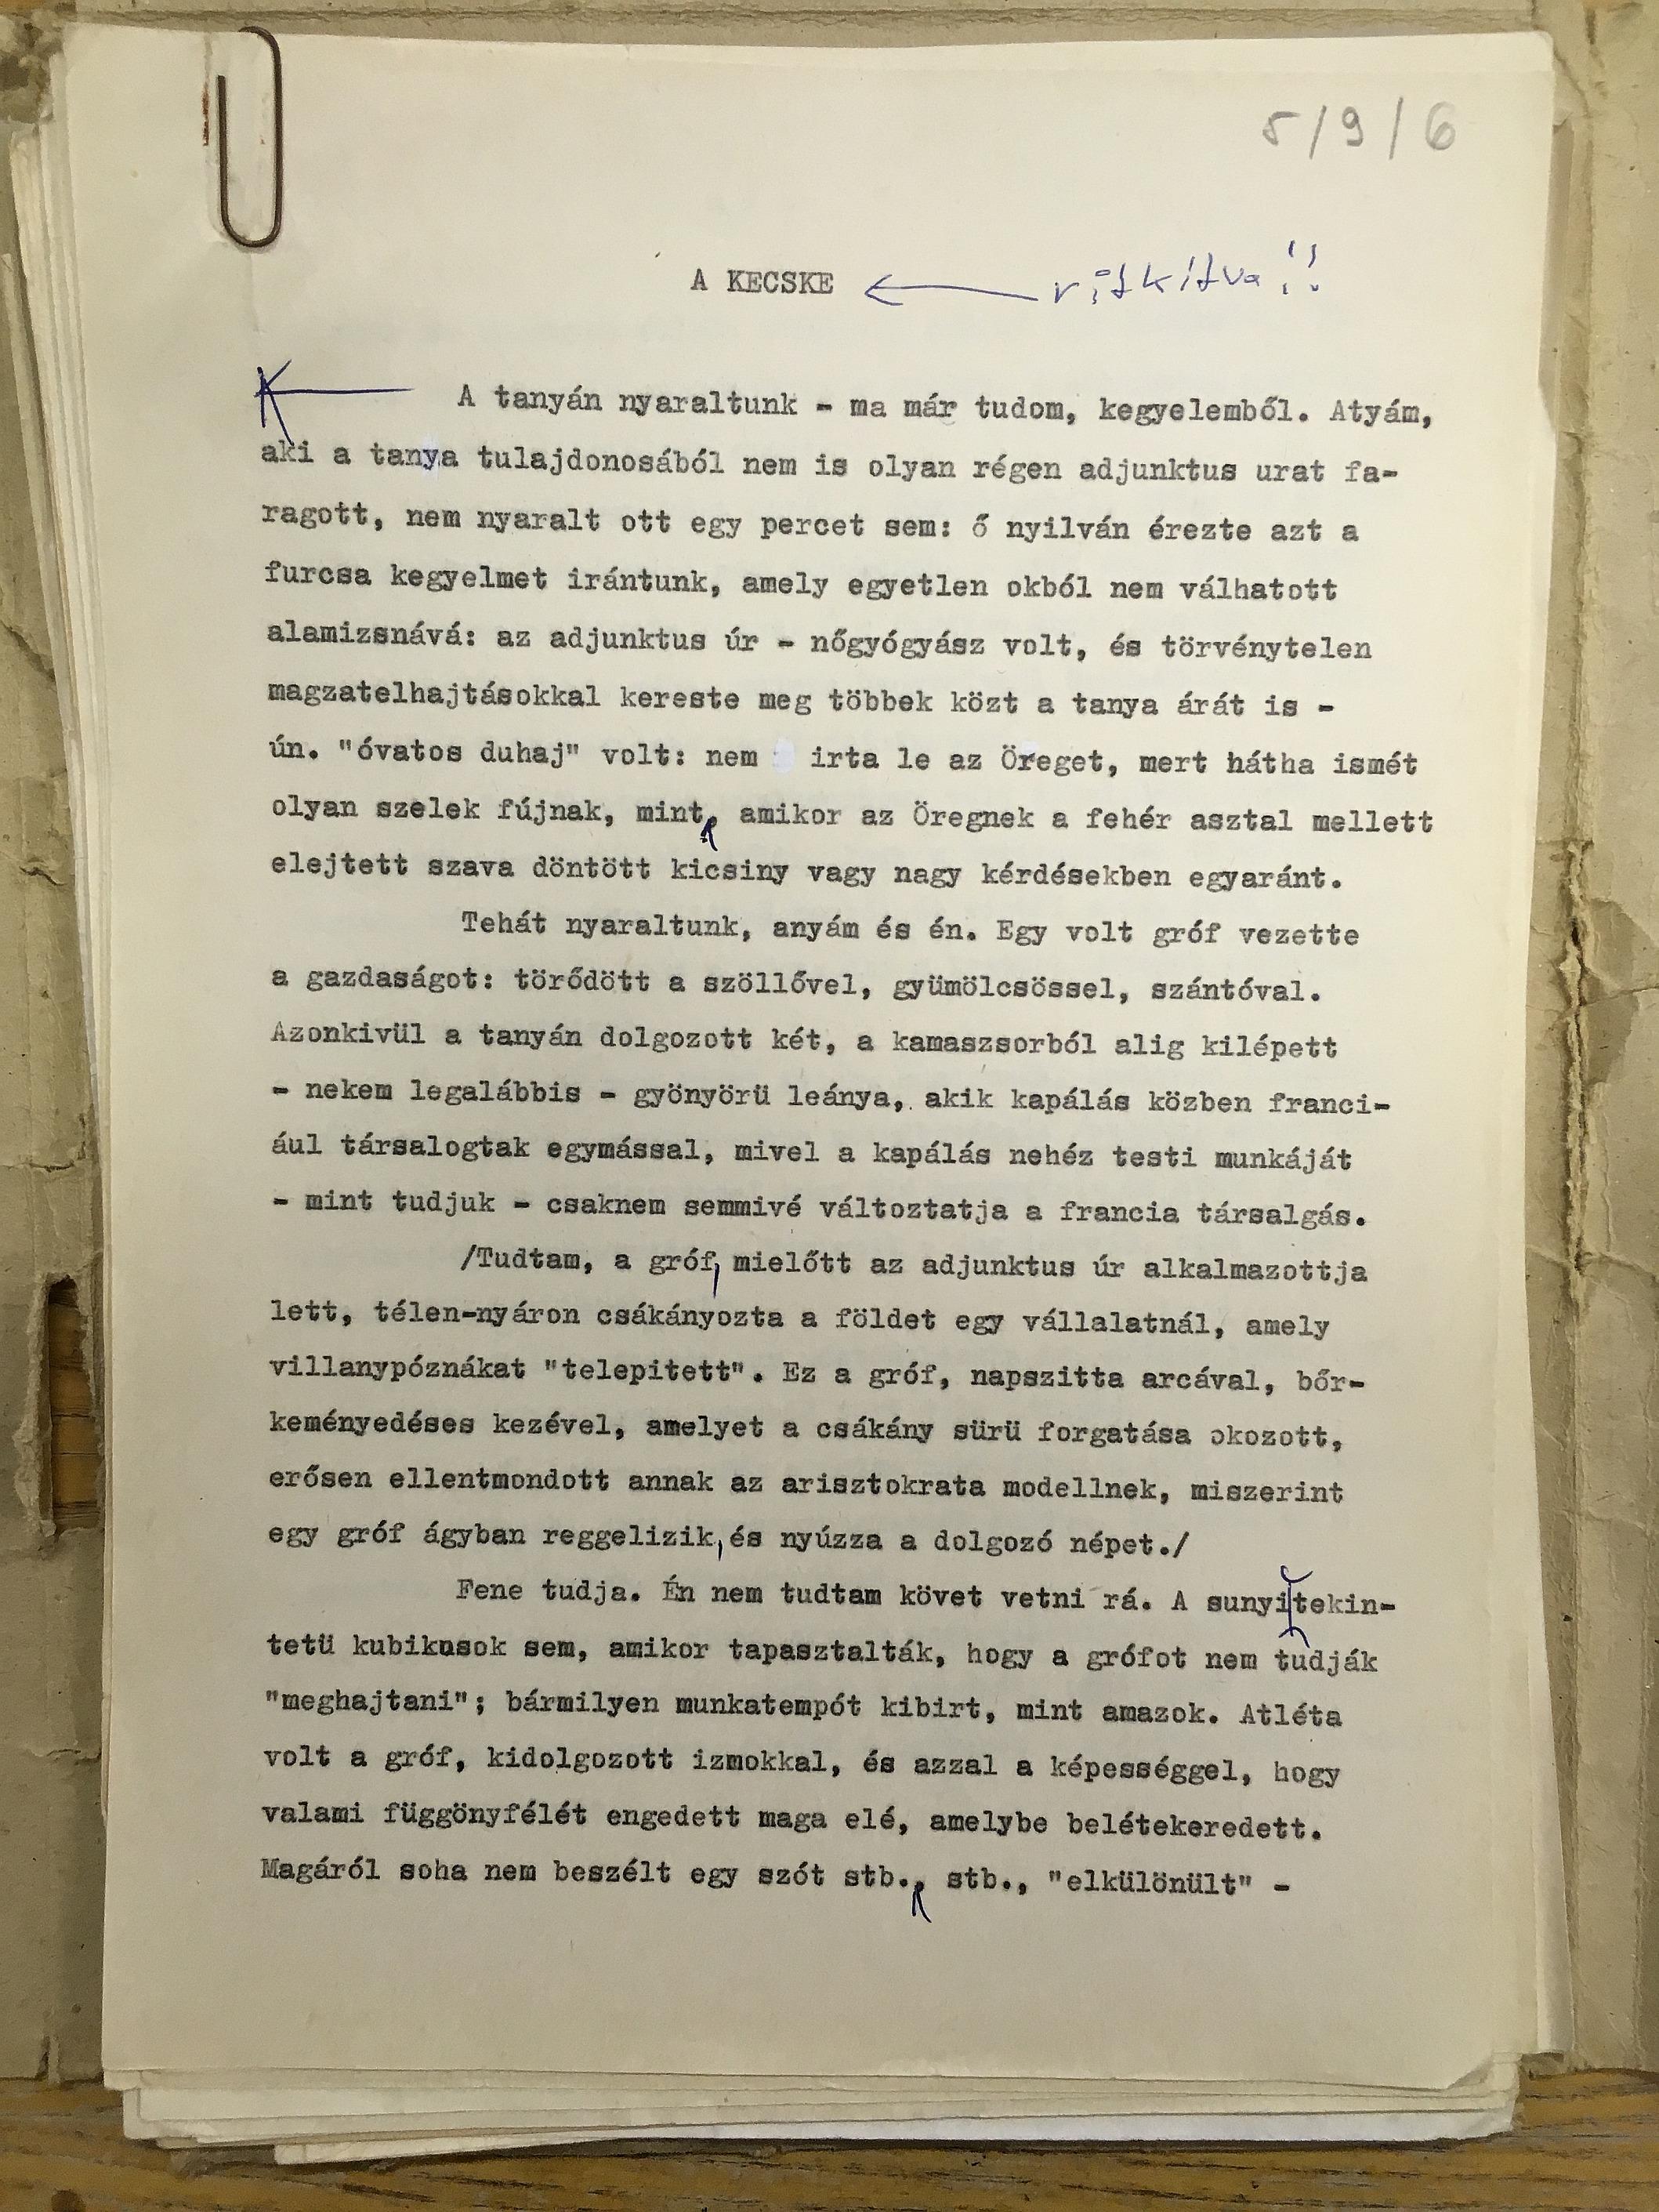 5/9/6
A KECSKE ritkítva!!
A tanyán nyaraltunk - ma már tudom, kegyelemből. Atyám,
aki a tanya tulajdonosából nem is olyan régen adjunktus urat fa-
ragott, nem nyaralt ott egy percet sem: ő nyilván érezte azt a
furcsa kegyelmet irántunk, amely egyetlen okból nem válhatott
alamizsnává: az adjunktus úr - nőgyógyász volt, és törvénytelen
magzatelhajtásokkal kereste meg többek közt a tanya árát is -
ún. "óvatos duhaj" volt: nem irta le az Öreget, mert hátha ismét
olyan szelek fújnak, mint, amikor az Öregnek a fehér asztal mellett
elejtett szava döntött kicsiny vagy nagy kérdésekben egyaránt.
Tehát nyaraltunk, anyám és én. Egy volt gróf vezette
a gazdaságot: törődött a szöllővel, gyümölcsössel, szántóval.
Azonkivül a tanyán dolgozott két, a kamaszsorból alig kilépett
- nekem legalábbis - gyönyörü leánya, akik kapálás közben franci-
ául társalogtak egymással, mivel a kapálás nehéz testi munkáját
- mint tudjuk - csaknem semmivé változtatja a francia társalgás.
/Tudtam, a gróf, mielőtt az adjunktus úr alkalmazottja
lett, télen-nyáron csákányozta a földet egy vállalatnál, amely
villanypóznákat "telepitett". Ez a gróf, napszitta arcával, bőr-
keményedéses kezével, amelyet a csákány sürü forgatása okozott,
erősen ellentmondott annak az arisztokrata modellnek, miszerint
egy gróf ágyban reggelizik, és nyúzza a dolgozó népet./
Fene tudja. Én nem tudtam követ vetni rá. A sunyitekin-
tetü kubikusok sem, amikor tapasztalták, hogy a grófot nem tudják
"meghajtani"; bármilyen munkatempót kibirt, mint amazok. Atléta
volt a gróf, kidolgozott izmokkal, és azzal a képességgel, hogy
valami függönyfélét engedett maga elé, amelybe belétekeredett.
Magáról soha nem beszélt egy szót stb., stb., "elkülönült" -